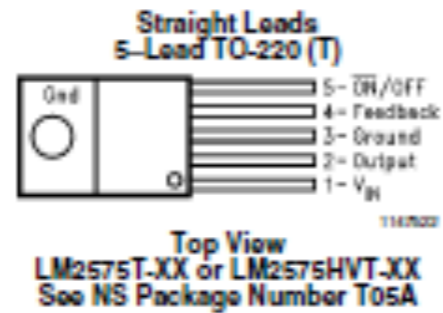 Straight Leads
5–Lead TO-220 (T)
Gnd
5- O̅N̅/OFF
4- Feedback
3- Ground
2- Output
1- VIN
Top View
LM2575T-XX or LM2575HVT-XX
See NS Package Number T05A